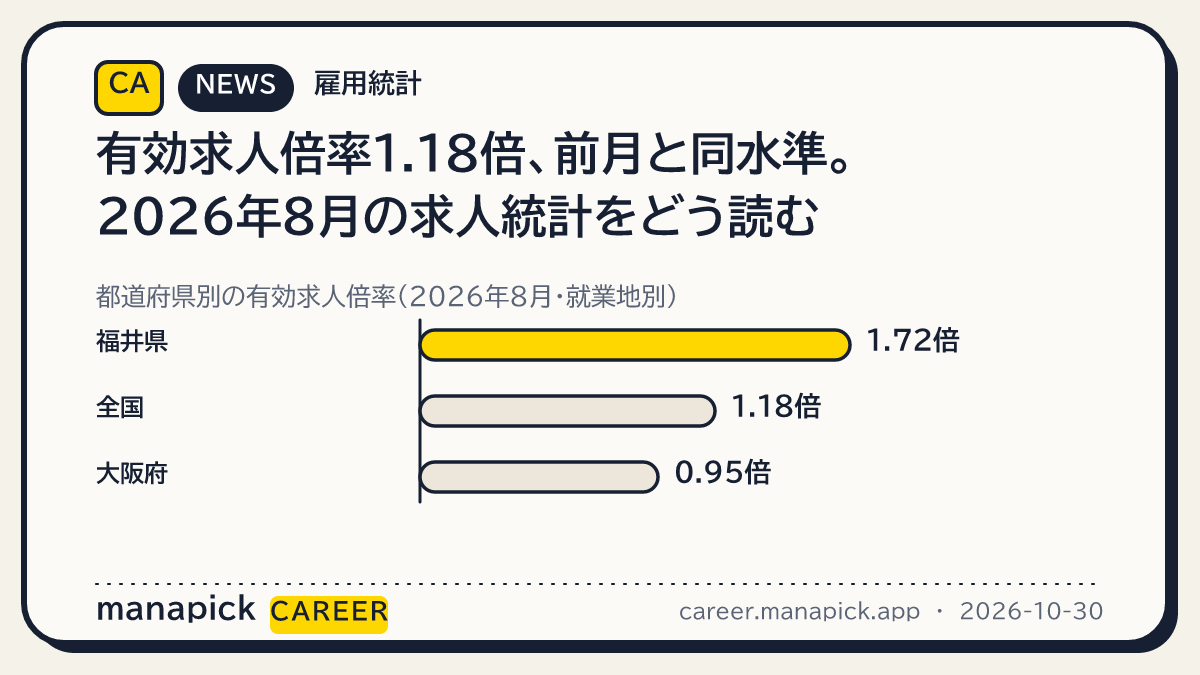 CA NEWS 雇用統計
有効求人倍率1.18倍、前月と同水準。
2026年8月の求人統計をどう読む
都道府県別の有効求人倍率(2026年8月・就業地別)
福井県 1.72倍
全国 1.18倍
大阪府 0.95倍
manapick CAREER career.manapick.app ・ 2026-10-30